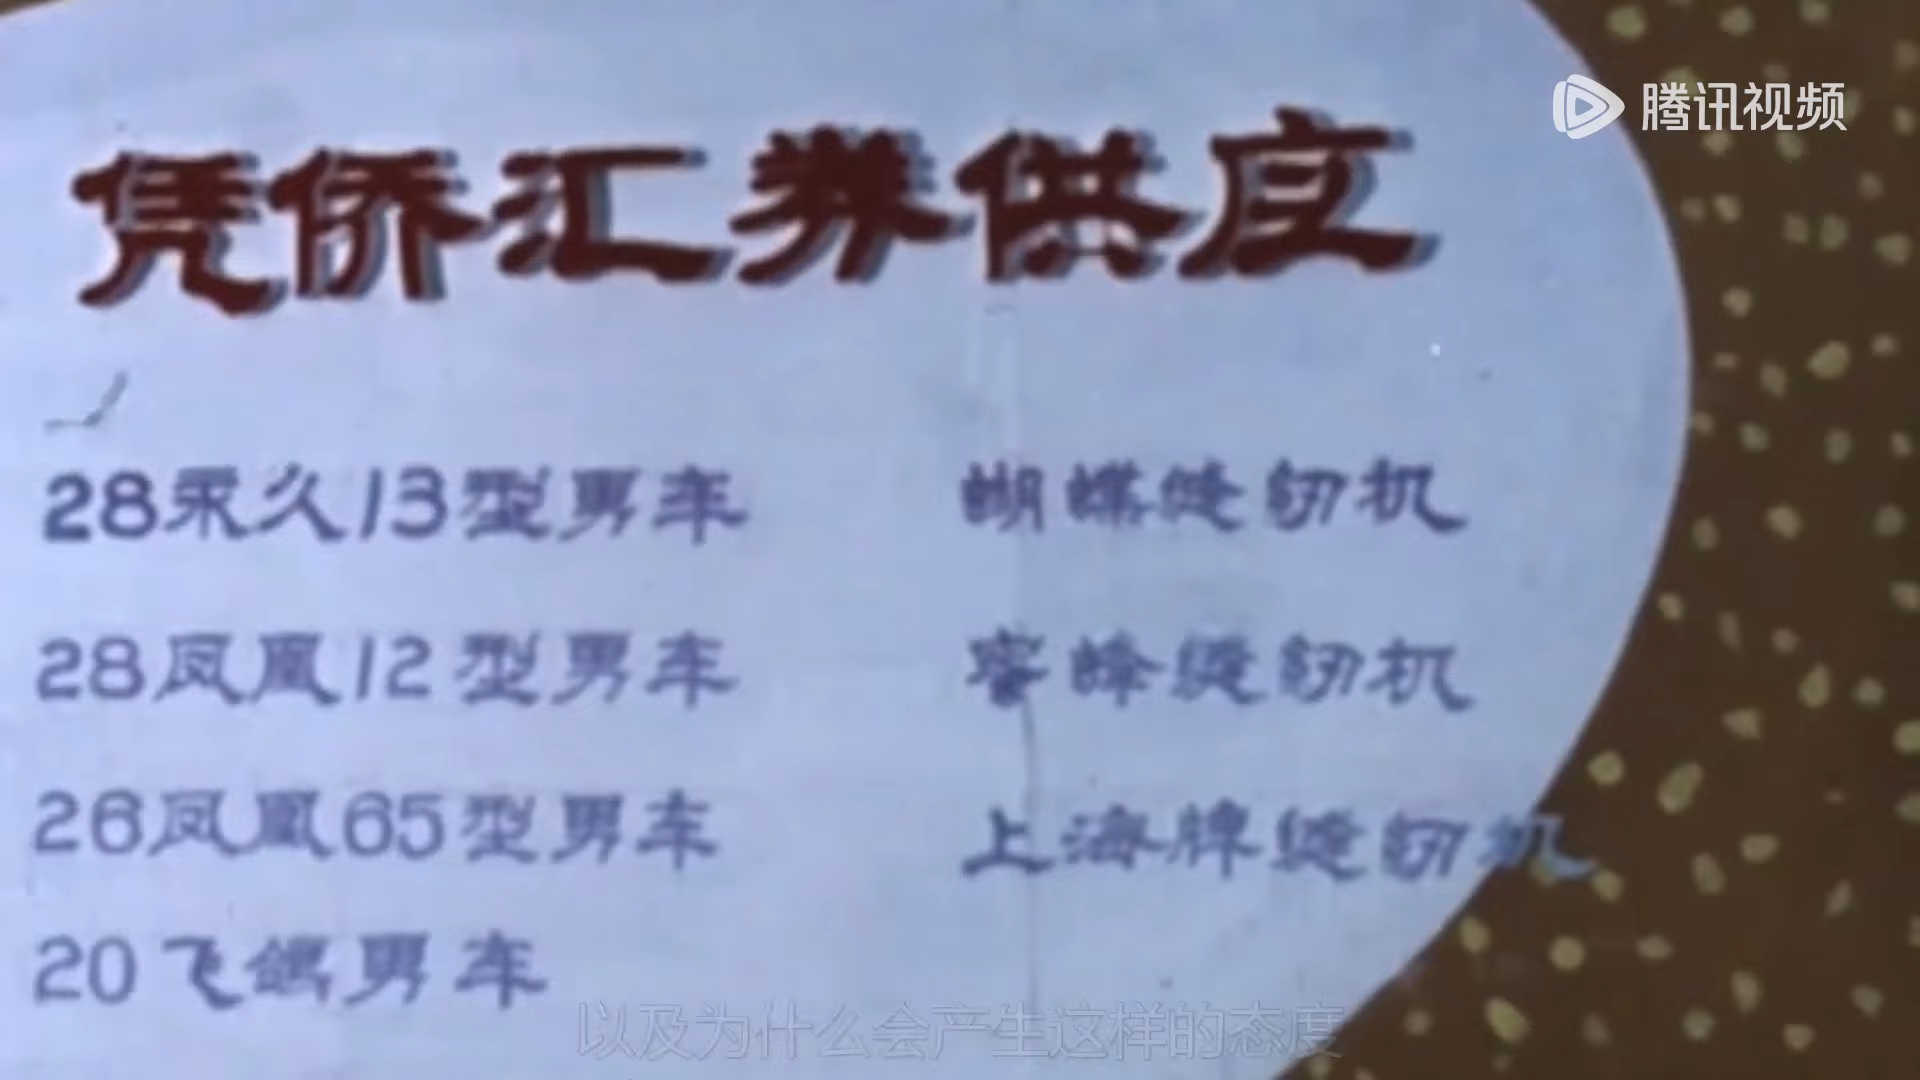 腾讯视频
凭侨汇券供应
28永久13型男车
蝴蝶缝纫机
28凤凰12型男车
蜜蜂缝纫机
26凤凰65型男车
上海牌缝纫机
20飞鸽男车
以及为什么会产生这样的态度